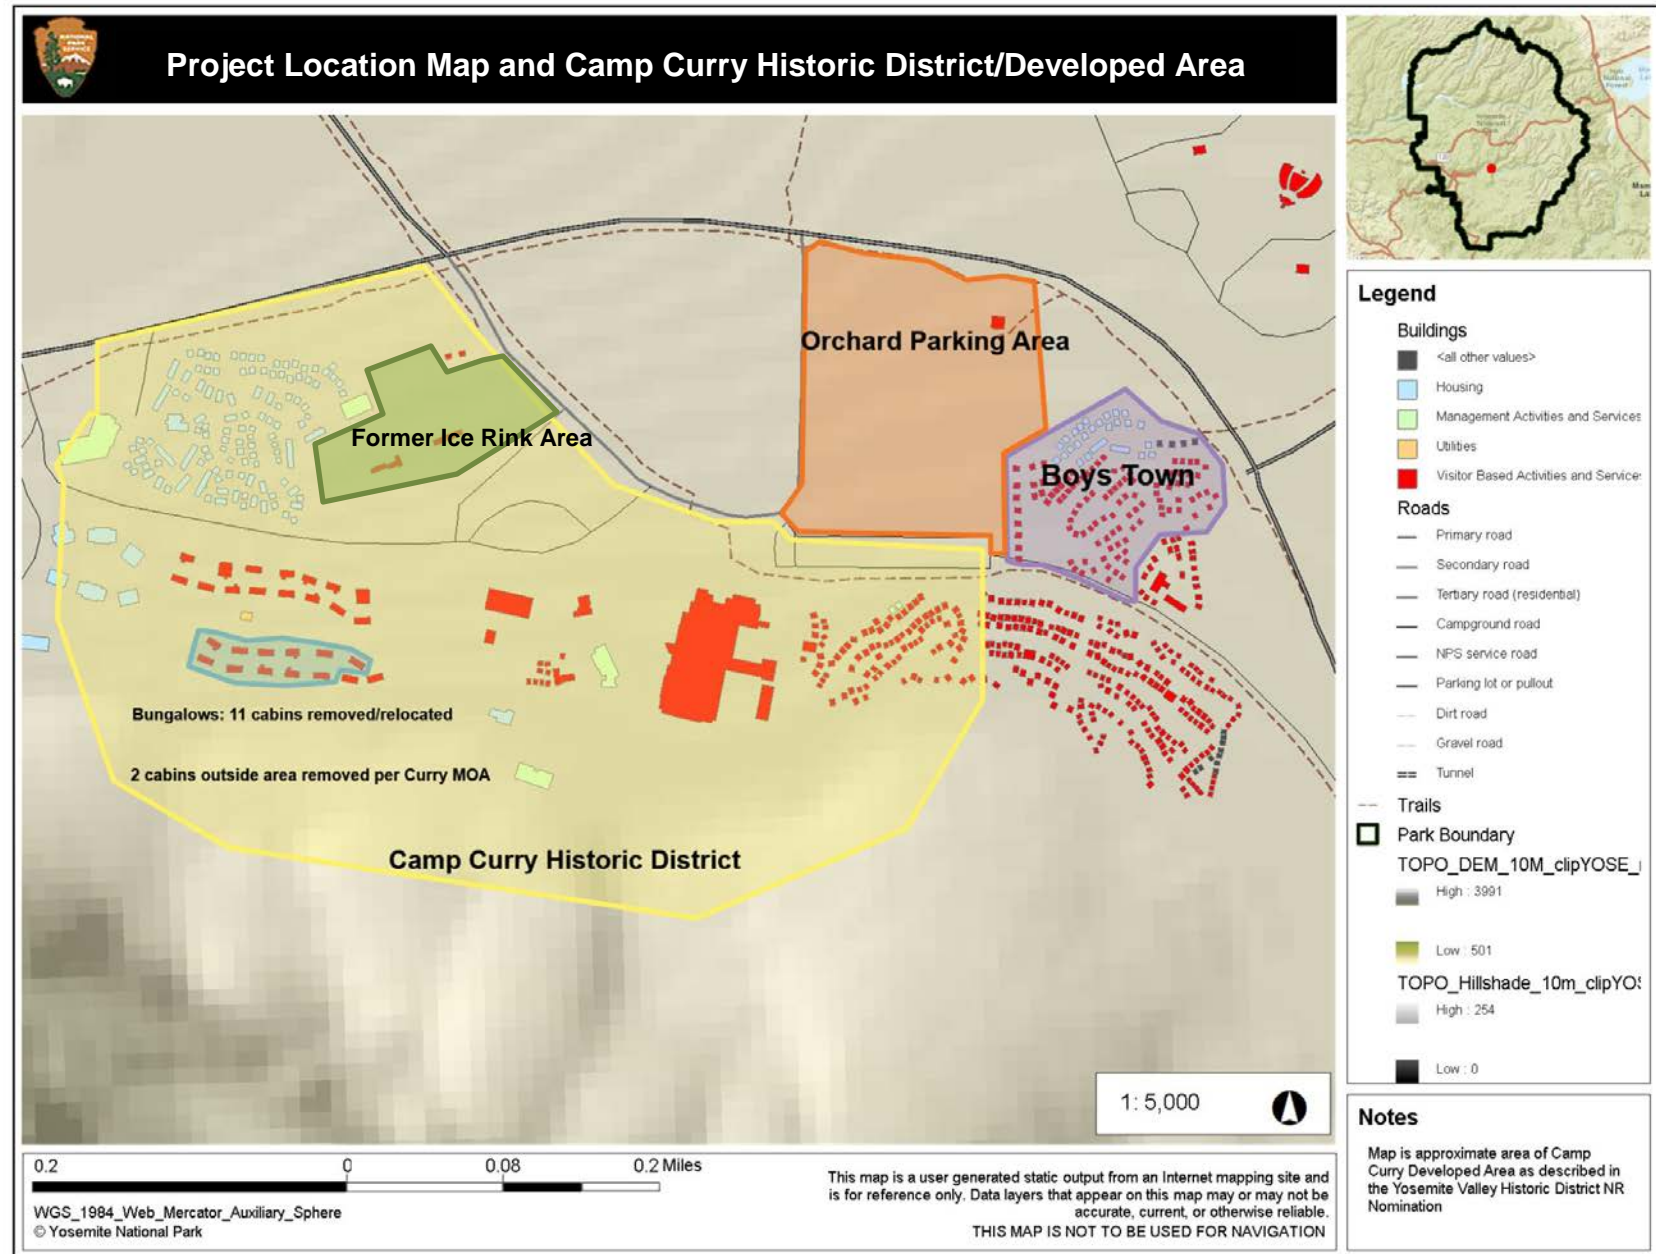 NATIONAL
PARK
SERVICE
Project Location Map and Camp Curry Historic District/Developed Area
Orchard Parking Area
Former Ice Rink Area
Boys Town
Bungalows: 11 cabins removed/relocated
2 cabins outside area removed per Curry MOA
Camp Curry Historic District
1: 5,000
0.2 0 0.08 0.2 Miles
WGS_1984_Web_Mercator_Auxiliary_Sphere
© Yosemite National Park
This map is a user generated static output from an Internet mapping site and
is for reference only. Data layers that appear on this map may or may not be
accurate, current, or otherwise reliable.
THIS MAP IS NOT TO BE USED FOR NAVIGATION
Legend
Buildings
<all other values>
Housing
Management Activities and Services
Utilities
Visitor Based Activities and Service
Roads
Primary road
Secondary road
Tertiary road (residential)
Campground road
NPS service road
Parking lot or pullout
Dirt road
Gravel road
Tunnel
Trails
Park Boundary
TOPO_DEM_10M_clipYOSE_
High : 3991
Low : 501
TOPO_Hillshade_10m_clipYOS
High : 254
Low : 0
Notes
Map is approximate area of Camp
Curry Developed Area as described in
the Yosemite Valley Historic District NR
Nomination